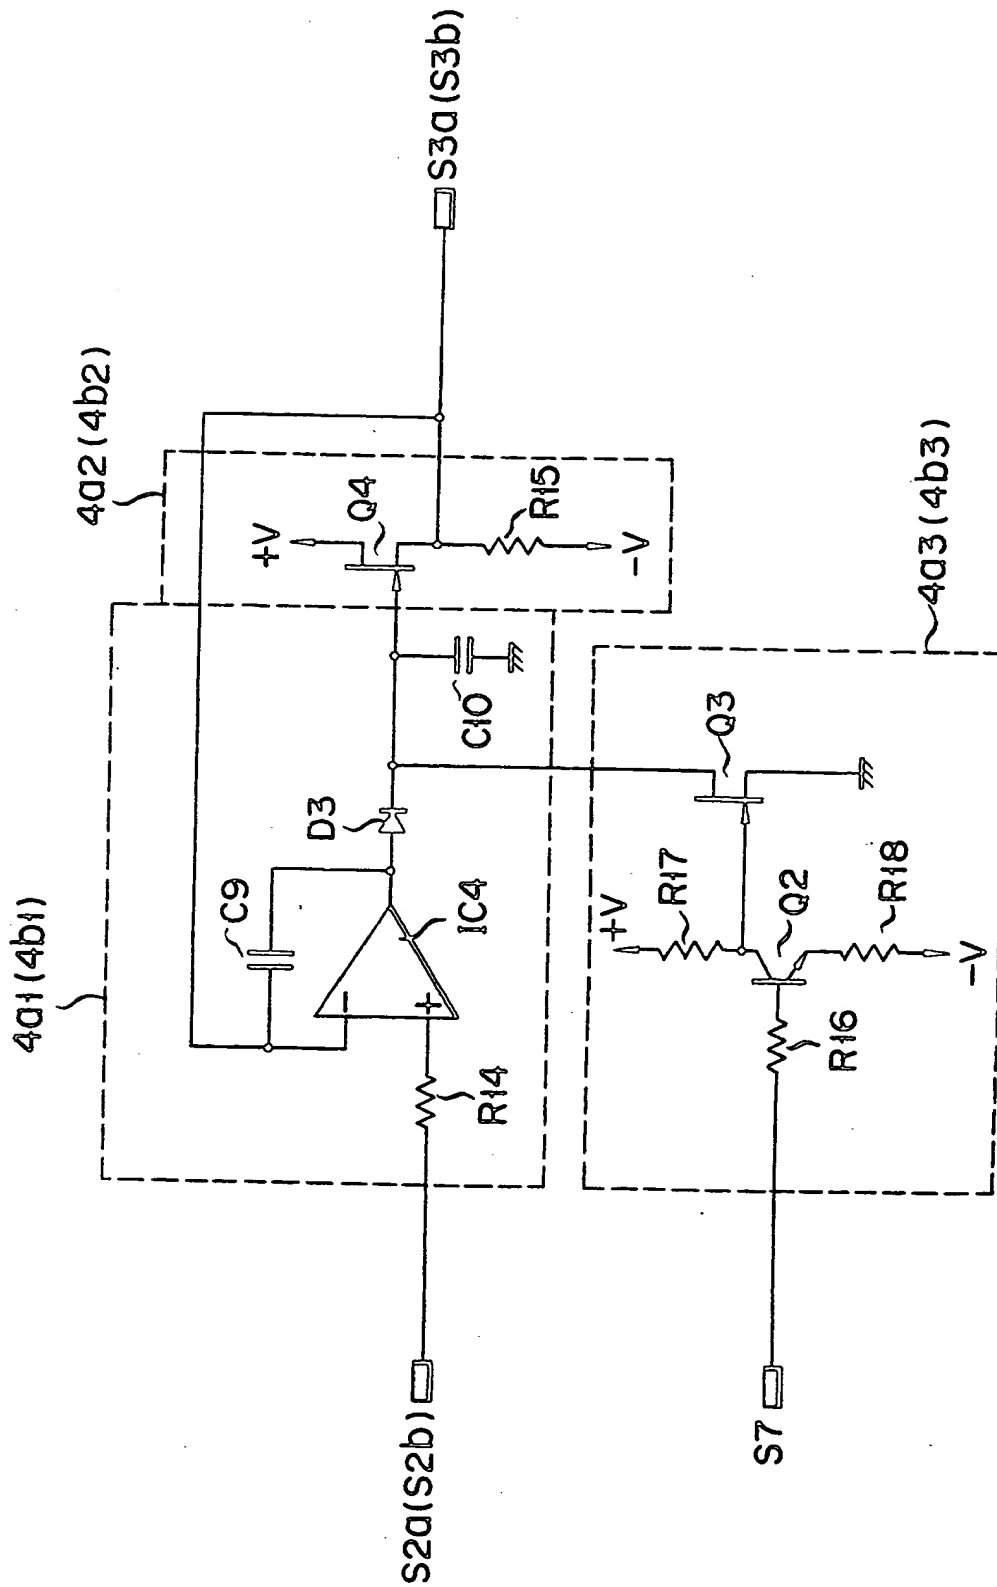 4a1(4b1)
4a2(4b2)
C9
D3
+V
Q4
IC4
R14
C10
R15
-V
S2a(S2b)
S3a(S3b)
4a3(4b3)
+V
R17
Q3
Q2
R16
R18
-V
S7